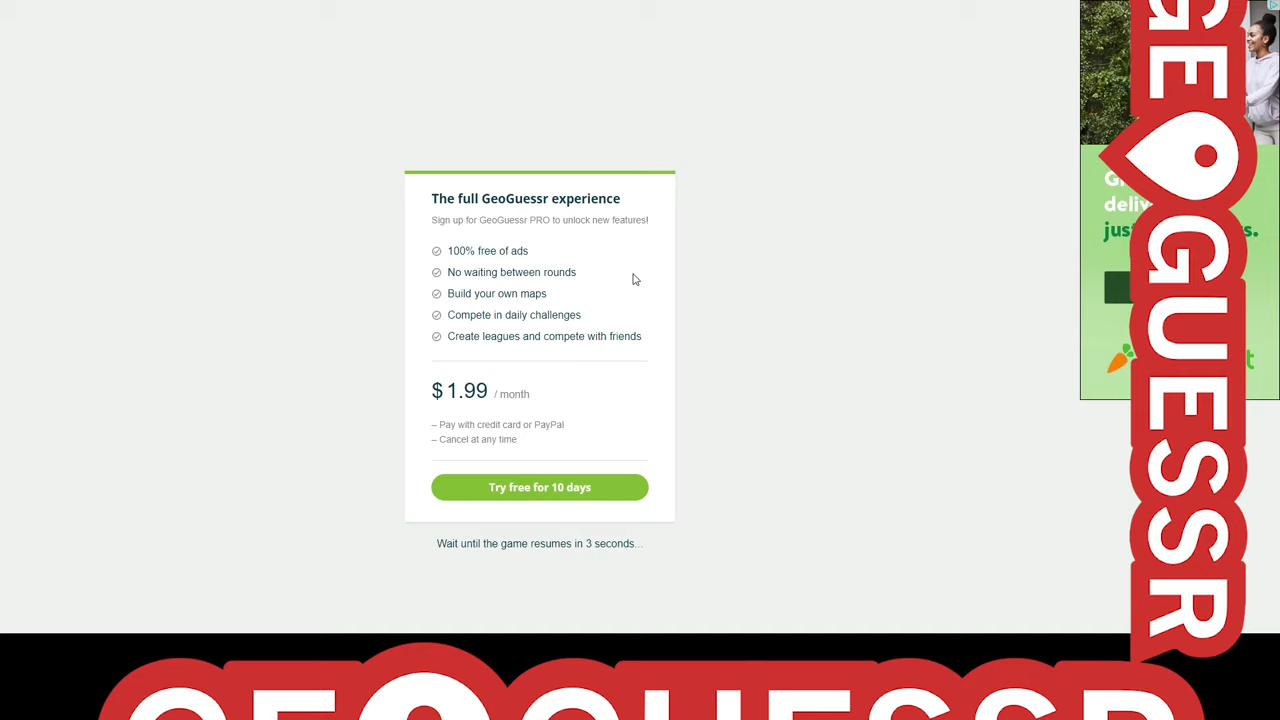 The full GeoGuessr experience
Sign up for GeoGuessr PRO to unlock new features!
100% free of ads
No waiting between rounds
Build your own maps
Compete in daily challenges
Create leagues and compete with friends
$ 1.99 / month
– Pay with credit card or PayPal
– Cancel at any time
Try free for 10 days
Wait until the game resumes in 3 seconds...
GEOGUESSR
GEOGUESSR